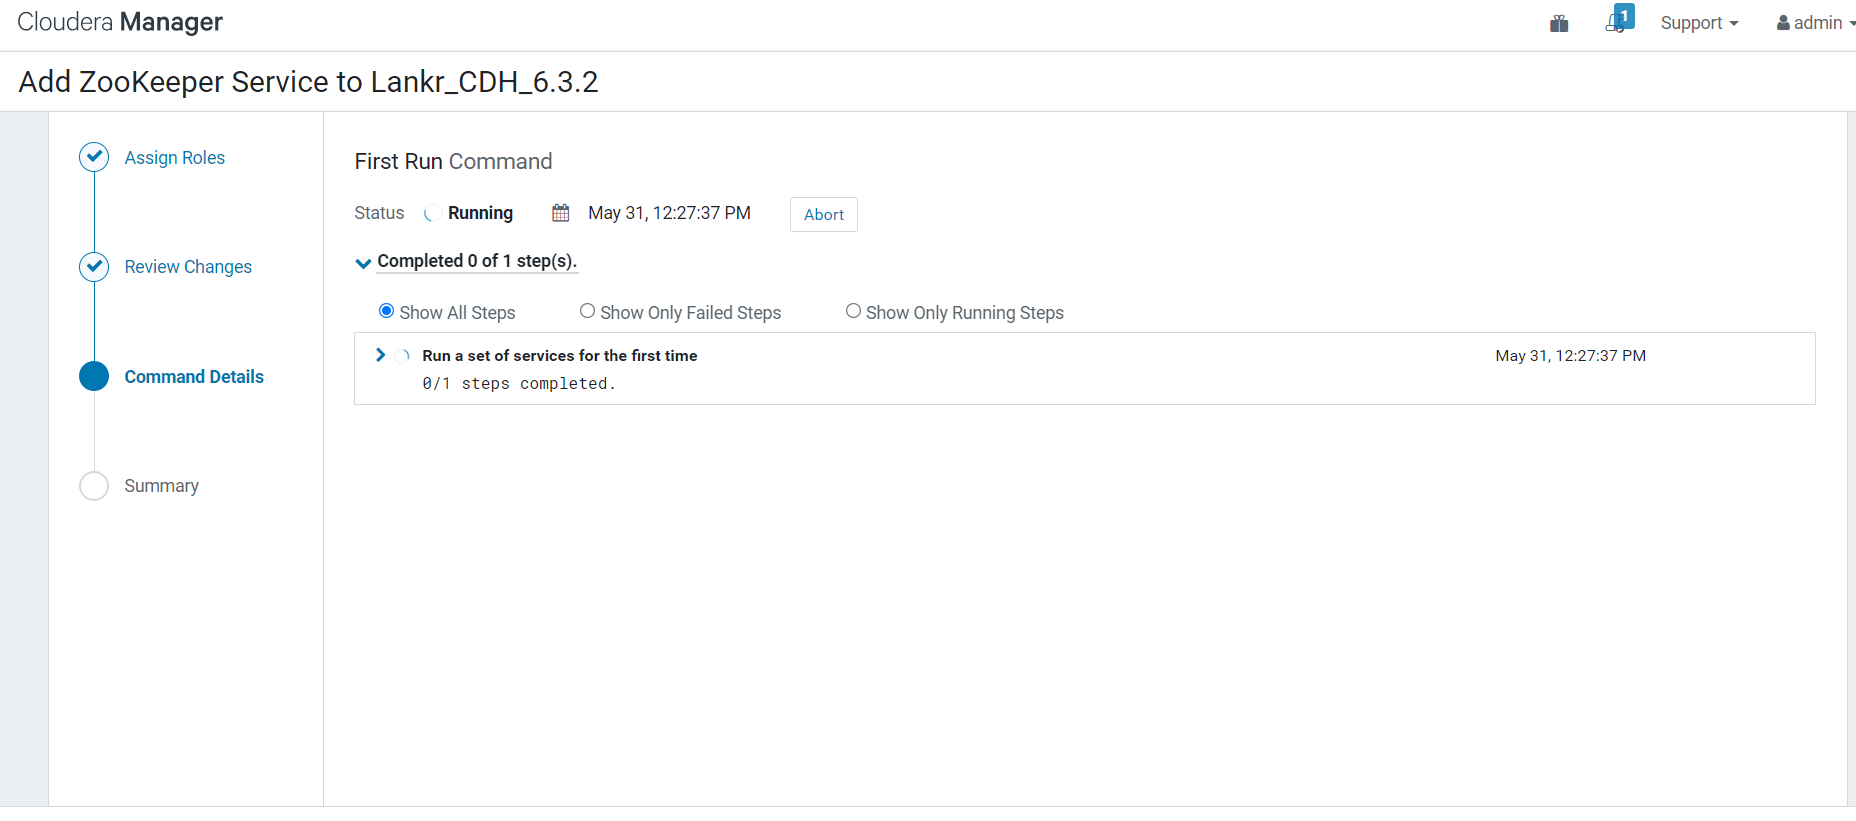 Cloudera Manager
1
Support
admin
Add ZooKeeper Service to Lankr_CDH_6.3.2
Assign Roles
Review Changes
Command Details
Summary
First Run Command
Status Running May 31, 12:27:37 PM Abort
Completed 0 of 1 step(s).
Show All Steps Show Only Failed Steps Show Only Running Steps
Run a set of services for the first time May 31, 12:27:37 PM
0/1 steps completed.